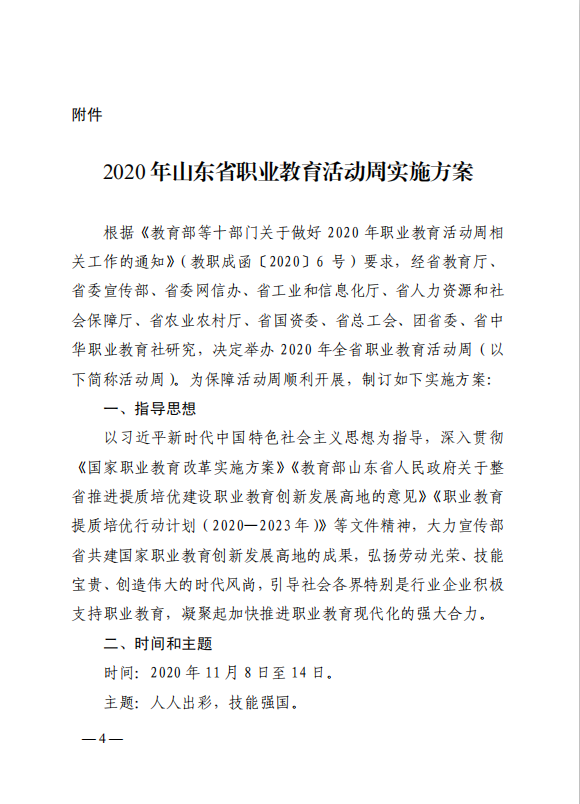 附件
2020 年山东省职业教育活动周实施方案
根据《教育部等十部门关于做好 2020 年职业教育活动周相
关工作的通知》（教职成函〔2020〕6 号）要求，经省教育厅、
省委宣传部、省委网信办、省工业和信息化厅、省人力资源和社
会保障厅、省农业农村厅、省国资委、省总工会、团省委、省中
华职业教育社研究，决定举办 2020 年全省职业教育活动周（以
下简称活动周）。为保障活动周顺利开展，制订如下实施方案：
一、指导思想
以习近平新时代中国特色社会主义思想为指导，深入贯彻
《国家职业教育改革实施方案》《教育部山东省人民政府关于整
省推进提质培优建设职业教育创新发展高地的意见》《职业教育
提质培优行动计划（2020—2023 年）》等文件精神，大力宣传部
省共建国家职业教育创新发展高地的成果，弘扬劳动光荣、技能
宝贵、创造伟大的时代风尚，引导社会各界特别是行业企业积极
支持职业教育，凝聚起加快推进职业教育现代化的强大合力。
二、时间和主题
时间：2020 年 11 月 8 日至 14 日。
主题：人人出彩，技能强国。
— 4 —